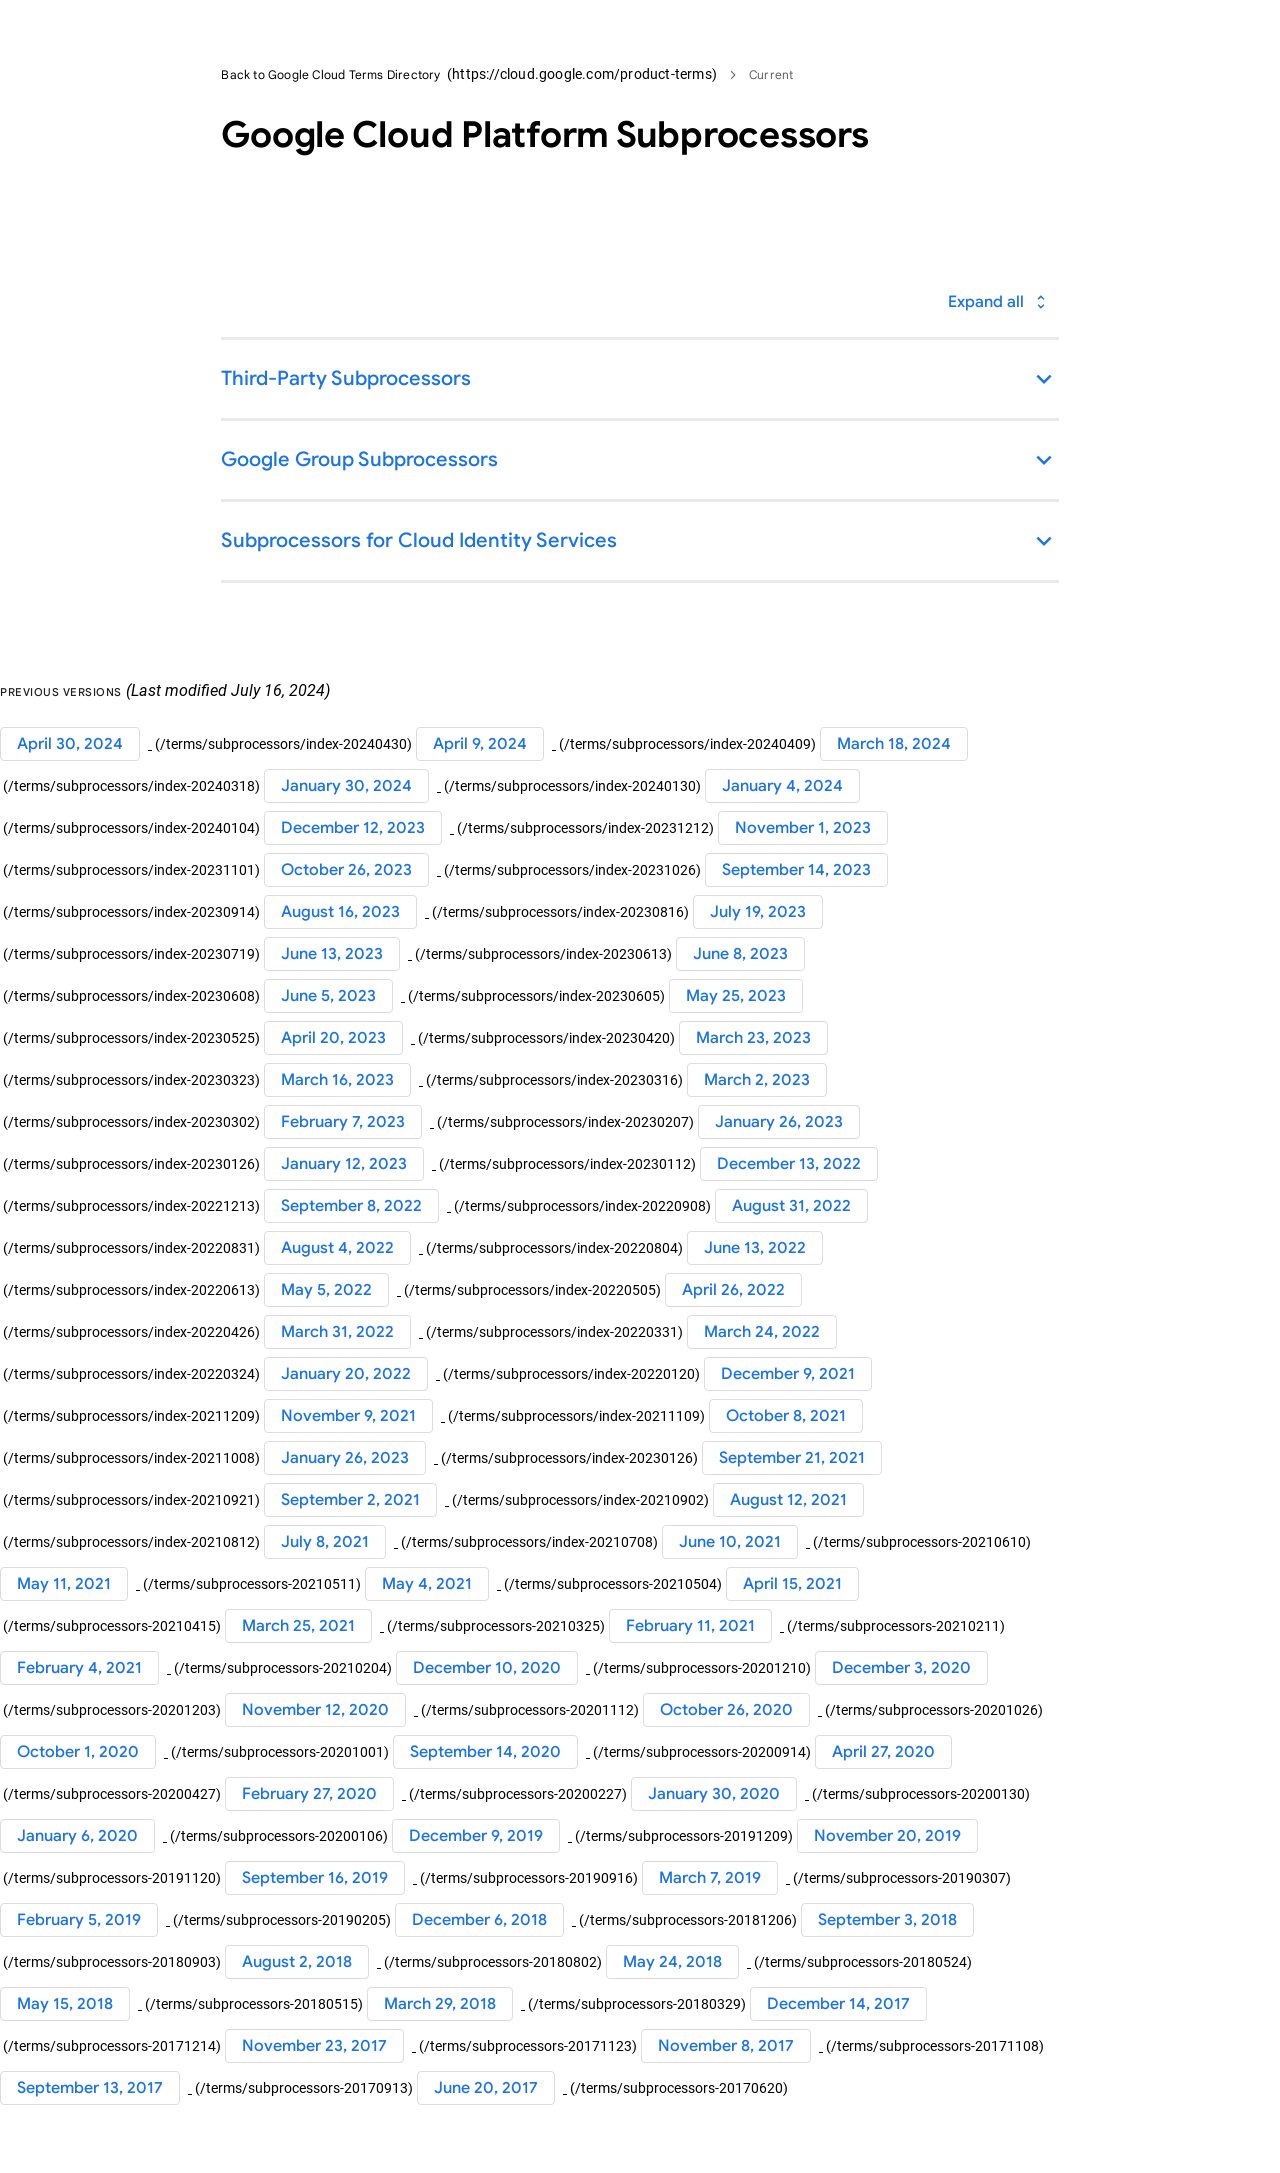 Back to Google Cloud Terms Directory (https://cloud.google.com/product-terms) > Current
Google Cloud Platform Subprocessors
Expand all
Third-Party Subprocessors
Google Group Subprocessors
Subprocessors for Cloud Identity Services
PREVIOUS VERSIONS (Last modified July 16, 2024)
April 30, 2024 (/terms/subprocessors/index-20240430) April 9, 2024 (/terms/subprocessors/index-20240409) March 18, 2024
(/terms/subprocessors/index-20240318) January 30, 2024 (/terms/subprocessors/index-20240130) January 4, 2024
(/terms/subprocessors/index-20240104) December 12, 2023 (/terms/subprocessors/index-20231212) November 1, 2023
(/terms/subprocessors/index-20231101) October 26, 2023 (/terms/subprocessors/index-20231026) September 14, 2023
(/terms/subprocessors/index-20230914) August 16, 2023 (/terms/subprocessors/index-20230816) July 19, 2023
(/terms/subprocessors/index-20230719) June 13, 2023 (/terms/subprocessors/index-20230613) June 8, 2023
(/terms/subprocessors/index-20230608) June 5, 2023 (/terms/subprocessors/index-20230605) May 25, 2023
(/terms/subprocessors/index-20230525) April 20, 2023 (/terms/subprocessors/index-20230420) March 23, 2023
(/terms/subprocessors/index-20230323) March 16, 2023 (/terms/subprocessors/index-20230316) March 2, 2023
(/terms/subprocessors/index-20230302) February 7, 2023 (/terms/subprocessors/index-20230207) January 26, 2023
(/terms/subprocessors/index-20230126) January 12, 2023 (/terms/subprocessors/index-20230112) December 13, 2022
(/terms/subprocessors/index-20221213) September 8, 2022 (/terms/subprocessors/index-20220908) August 31, 2022
(/terms/subprocessors/index-20220831) August 4, 2022 (/terms/subprocessors/index-20220804) June 13, 2022
(/terms/subprocessors/index-20220613) May 5, 2022 (/terms/subprocessors/index-20220505) April 26, 2022
(/terms/subprocessors/index-20220426) March 31, 2022 (/terms/subprocessors/index-20220331) March 24, 2022
(/terms/subprocessors/index-20220324) January 20, 2022 (/terms/subprocessors/index-20220120) December 9, 2021
(/terms/subprocessors/index-20211209) November 9, 2021 (/terms/subprocessors/index-20211109) October 8, 2021
(/terms/subprocessors/index-20211008) January 26, 2023 (/terms/subprocessors/index-20230126) September 21, 2021
(/terms/subprocessors/index-20210921) September 2, 2021 (/terms/subprocessors/index-20210902) August 12, 2021
(/terms/subprocessors/index-20210812) July 8, 2021 (/terms/subprocessors/index-20210708) June 10, 2021 (/terms/subprocessors-20210610)
May 11, 2021 (/terms/subprocessors-20210511) May 4, 2021 (/terms/subprocessors-20210504) April 15, 2021
(/terms/subprocessors-20210415) March 25, 2021 (/terms/subprocessors-20210325) February 11, 2021 (/terms/subprocessors-20210211)
February 4, 2021 (/terms/subprocessors-20210204) December 10, 2020 (/terms/subprocessors-20201210) December 3, 2020
(/terms/subprocessors-20201203) November 12, 2020 (/terms/subprocessors-20201112) October 26, 2020 (/terms/subprocessors-20201026)
October 1, 2020 (/terms/subprocessors-20201001) September 14, 2020 (/terms/subprocessors-20200914) April 27, 2020
(/terms/subprocessors-20200427) February 27, 2020 (/terms/subprocessors-20200227) January 30, 2020 (/terms/subprocessors-20200130)
January 6, 2020 (/terms/subprocessors-20200106) December 9, 2019 (/terms/subprocessors-20191209) November 20, 2019
(/terms/subprocessors-20191120) September 16, 2019 (/terms/subprocessors-20190916) March 7, 2019 (/terms/subprocessors-20190307)
February 5, 2019 (/terms/subprocessors-20190205) December 6, 2018 (/terms/subprocessors-20181206) September 3, 2018
(/terms/subprocessors-20180903) August 2, 2018 (/terms/subprocessors-20180802) May 24, 2018 (/terms/subprocessors-20180524)
May 15, 2018 (/terms/subprocessors-20180515) March 29, 2018 (/terms/subprocessors-20180329) December 14, 2017
(/terms/subprocessors-20171214) November 23, 2017 (/terms/subprocessors-20171123) November 8, 2017 (/terms/subprocessors-20171108)
September 13, 2017 (/terms/subprocessors-20170913) June 20, 2017 (/terms/subprocessors-20170620)